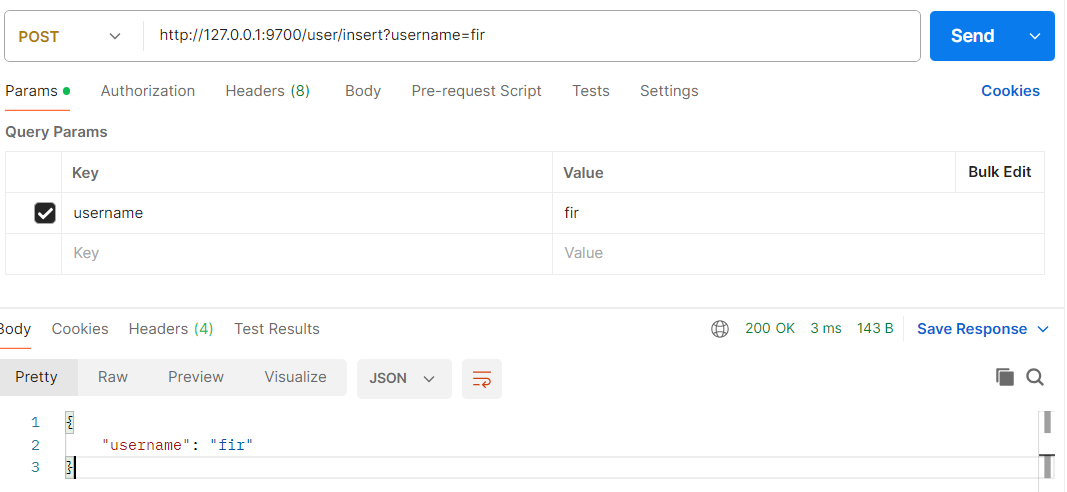 POST http://127.0.0.1:9700/user/insert?username=fir Send
Params Authorization Headers (8) Body Pre-request Script Tests Settings Cookies
Query Params
Key Value Bulk Edit
username fir
Key Value
Body Cookies Headers (4) Test Results 200 OK 3 ms 143 B Save Response
Pretty Raw Preview Visualize JSON
1 {
2 "username": "fir"
3 }